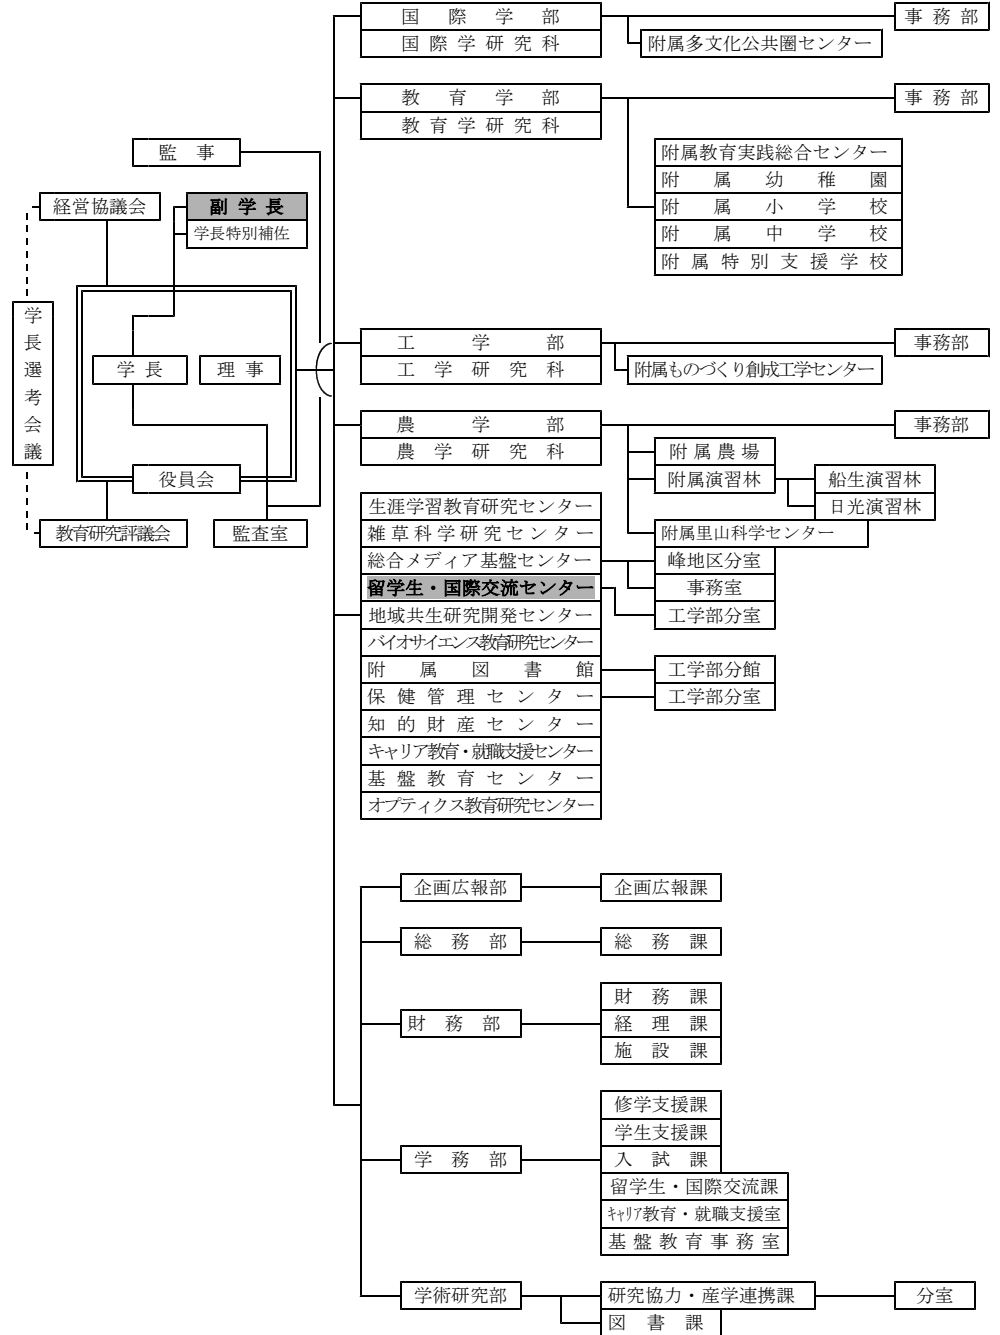 国際学部
事務部
国際学研究科
附属多文化公共圏センター
教育学部
事務部
教育学研究科
監事
附属教育実践総合センター
附属幼稚園
附属小学校
附属中学校
附属特別支援学校
経営協議会
副学長
学長特別補佐
学長選考会議
学長
理事
役員会
教育研究評議会
監査室
工学部
事務部
工学研究科
附属ものづくり創成工学センター
農学部
事務部
農学研究科
附属農場
附属演習林
船生演習林
日光演習林
附属里山科学センター
生涯学習教育研究センター
雑草科学研究センター
総合メディア基盤センター
峰地区分室
事務室
留学生・国際交流センター
工学部分室
地域共生研究開発センター
バイオサイエンス教育研究センター
附属図書館
工学部分館
保健管理センター
工学部分室
知的財産センター
キャリア教育・就職支援センター
基盤教育センター
オプティクス教育研究センター
企画広報部
企画広報課
総務部
総務課
財務部
財務課
経理課
施設課
学務部
修学支援課
学生支援課
入試課
留学生・国際交流課
ｷｬﾘｱ教育・就職支援室
基盤教育事務室
学術研究部
研究協力・産学連携課
分室
図書課